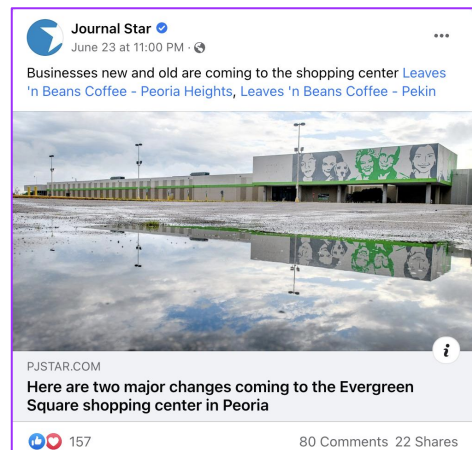 Journal Star
June 23 at 11:00 PM ·
Businesses new and old are coming to the shopping center Leaves
'n Beans Coffee - Peoria Heights, Leaves 'n Beans Coffee - Pekin
i
PJSTAR.COM
Here are two major changes coming to the Evergreen
Square shopping center in Peoria
157
80 Comments 22 Shares